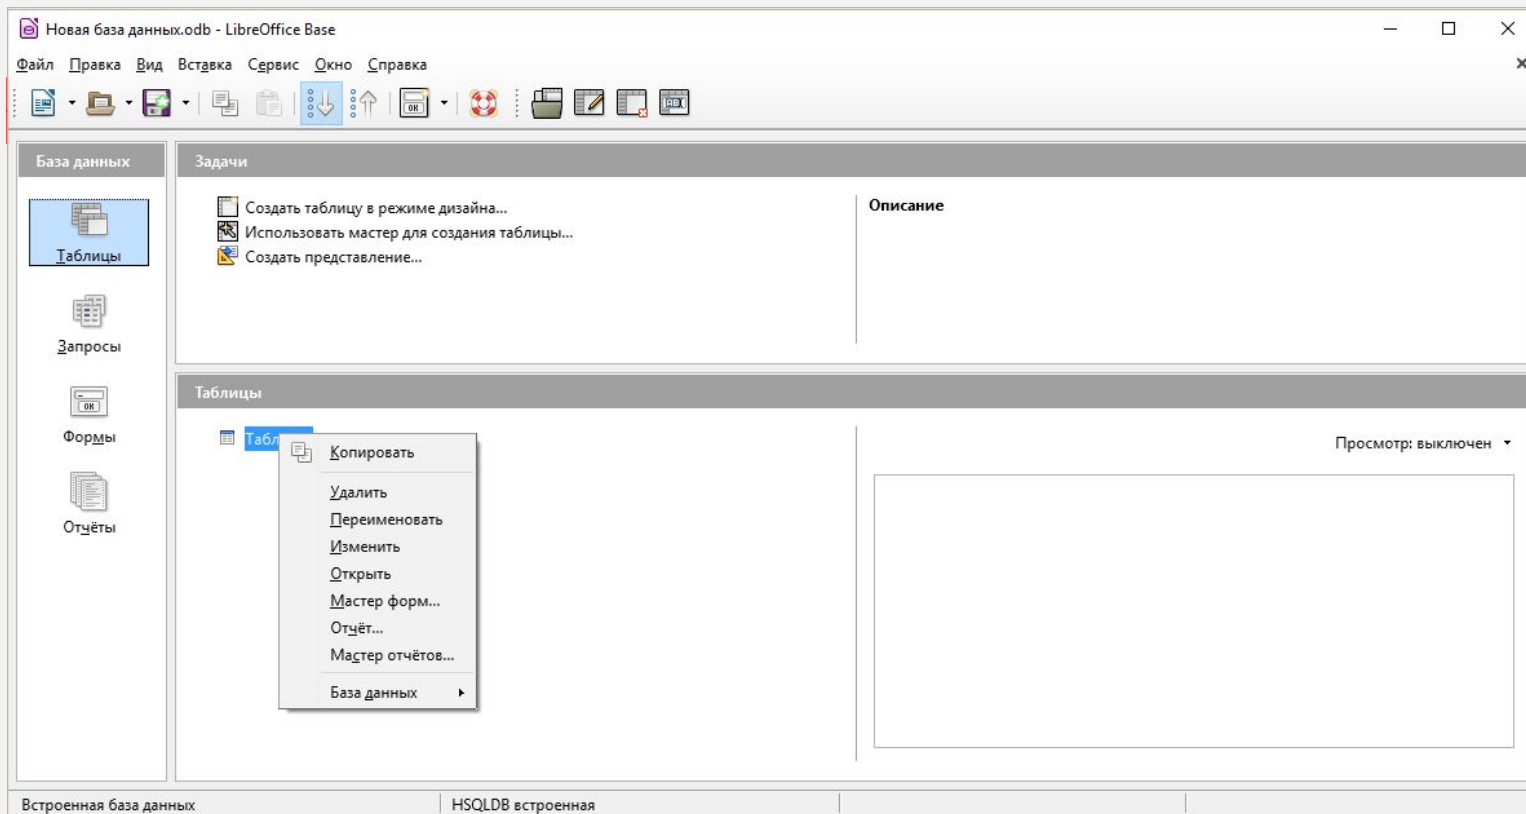 Новая база данных.odb - LibreOffice Base
Файл Правка Вид Вставка Сервис Окно Справка
База данных
Задачи
Таблицы
Запросы
Формы
Отчёты
Создать таблицу в режиме дизайна...
Использовать мастер для создания таблицы...
Создать представление...
Описание
Таблицы
Просмотр: выключен
Копировать
Удалить
Переименовать
Изменить
Открыть
Мастер форм...
Отчёт...
Мастер отчётов...
База данных
Встроенная база данных
HSQLDB встроенная